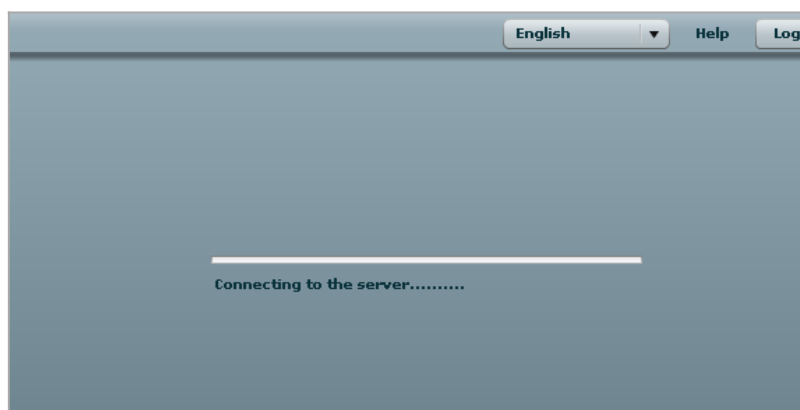 English
Help
Log
Connecting to the server..........